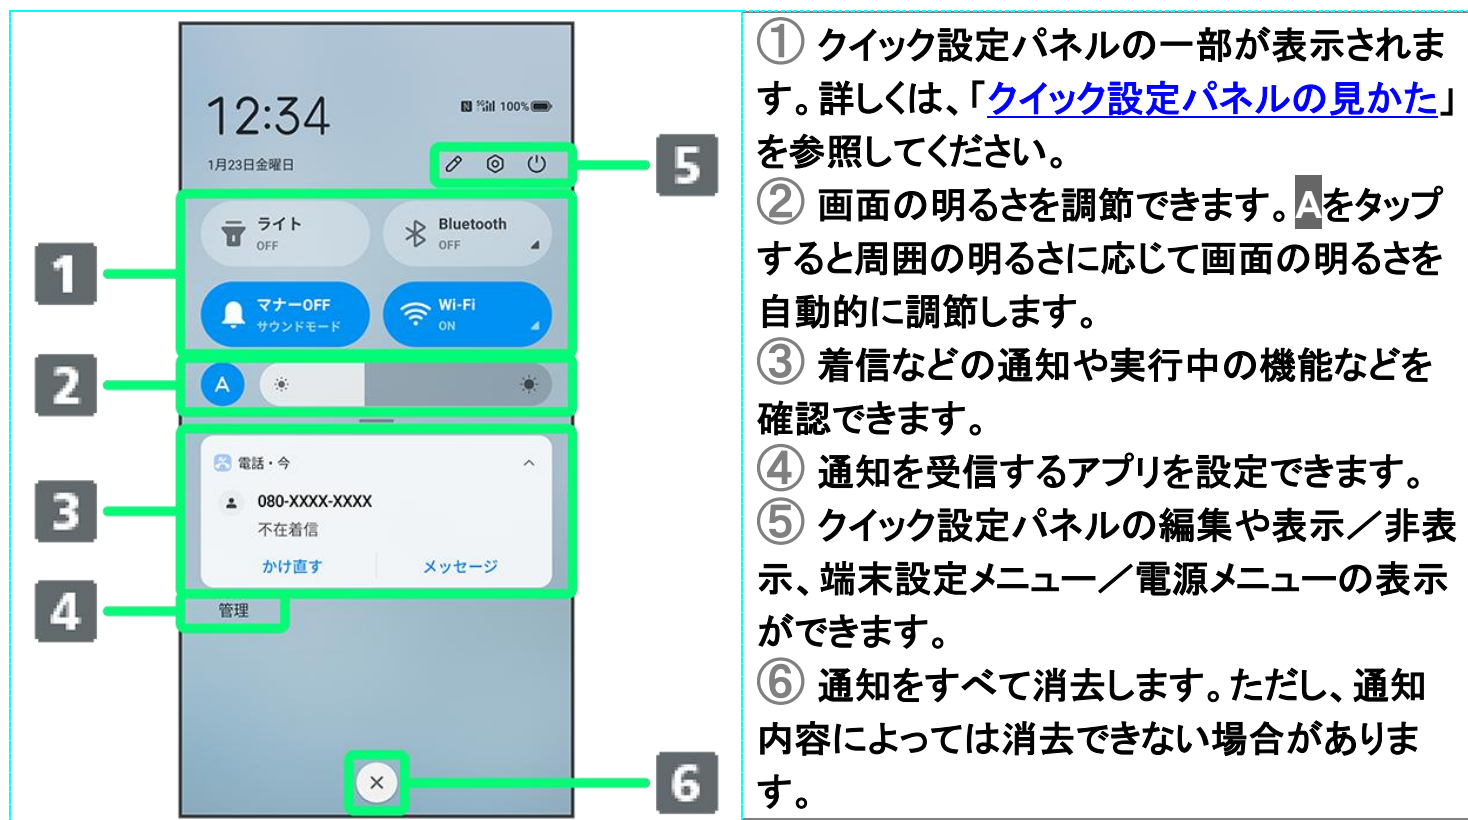 12:34
N 5G 100%
1月23日金曜日
5
1
ライト
OFF
Bluetooth
OFF
マナーOFF
サウンドモード
Wi-Fi
ON
2
A
3
電話・今
080-XXXX-XXXX
不在着信
かけ直す
メッセージ
4
管理
6
① クイック設定パネルの一部が表示されま
す。詳しくは、「クイック設定パネルの見かた」
を参照してください。
② 画面の明るさを調節できます。Aをタップ
すると周囲の明るさに応じて画面の明るさを
自動的に調節します。
③ 着信などの通知や実行中の機能などを
確認できます。
④ 通知を受信するアプリを設定できます。
⑤ クイック設定パネルの編集や表示／非表
示、端末設定メニュー／電源メニューの表示
ができます。
⑥ 通知をすべて消去します。ただし、通知
内容によっては消去できない場合がありま
す。